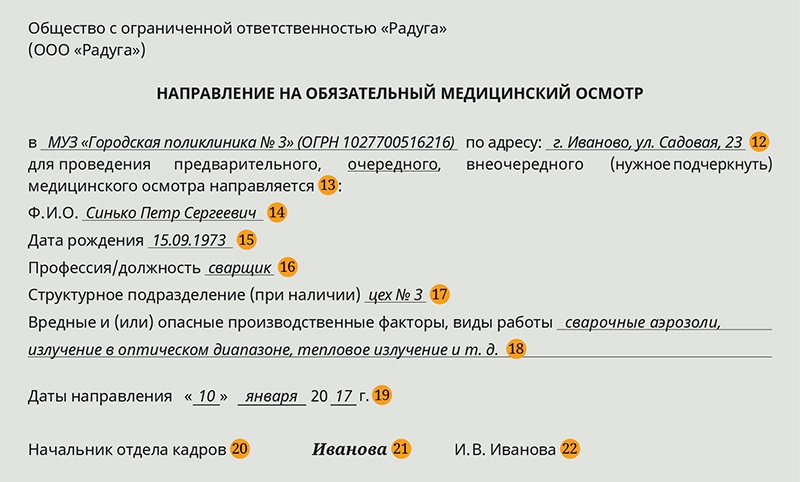 Общество с ограниченной ответственностью «Радуга»
(ООО «Радуга»)
НАПРАВЛЕНИЕ НА ОБЯЗАТЕЛЬНЫЙ МЕДИЦИНСКИЙ ОСМОТР
в МУЗ «Городская поликлиника № 3» (ОГРН 1027700516216) по адресу: г. Иваново, ул. Садовая, 23 12
для проведения предварительного, очередного, внеочередного (нужное подчеркнуть)
медицинского осмотра направляется 13:
Ф.И.О. Синько Петр Сергеевич 14
Дата рождения 15.09.1973 15
Профессия/должность сварщик 16
Структурное подразделение (при наличии) цех № 3 17
Вредные и (или) опасные производственные факторы, виды работы сварочные аэрозоли,
излучение в оптическом диапазоне, тепловое излучение и т. д. 18
Даты направления «10» января 2017 г. 19
Начальник отдела кадров 20 Иванова 21 И. В. Иванова 22